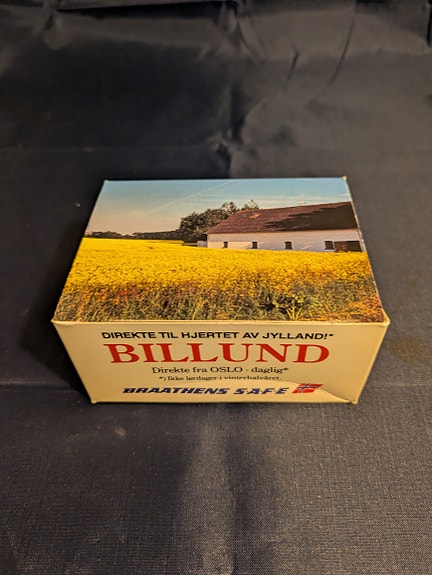 DIREKTE TIL HJERTET AV JYLLAND!*
BILLUND
Direkte fra OSLO - daglig*
*) Ikke lørdager i vinterhalvåret.
BRAATHENS SAFE